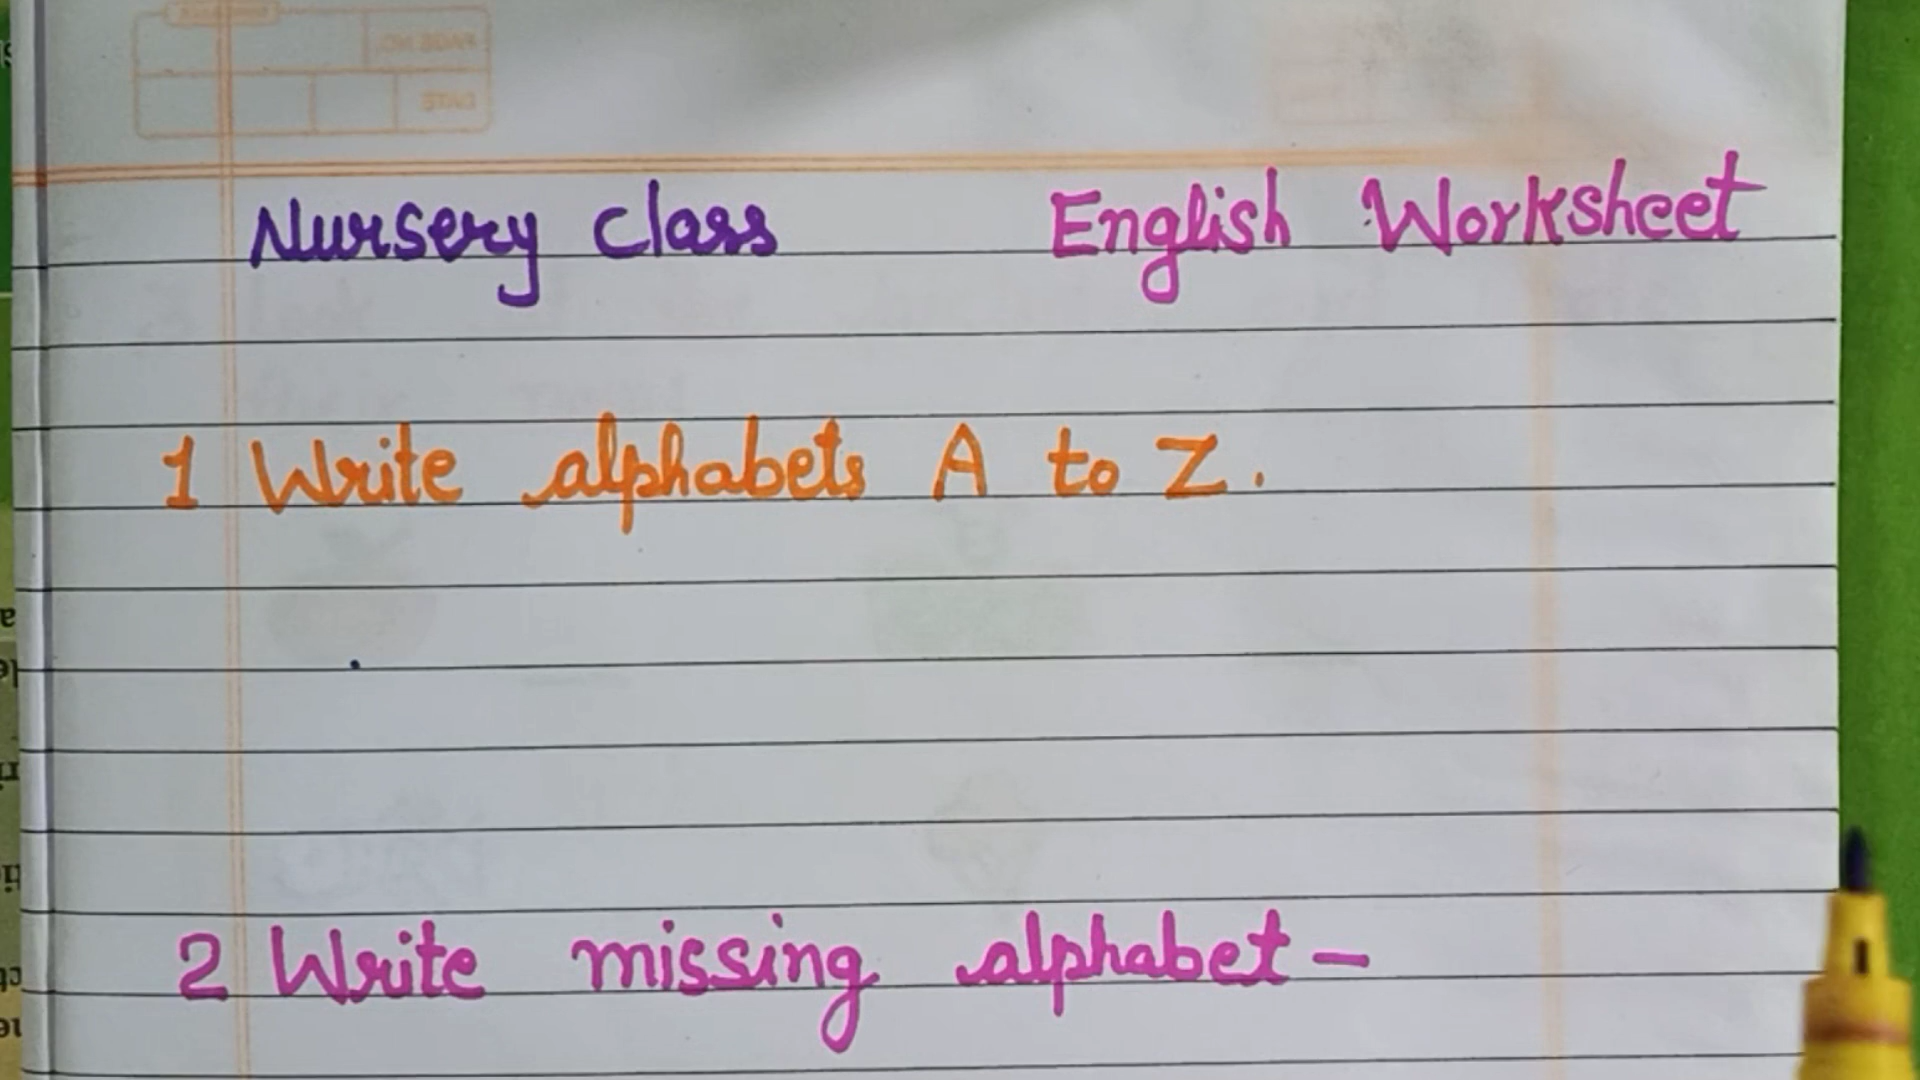 Nursery class English Worksheet
1 Write alphabets A to Z.
2 Write missing alphabet -